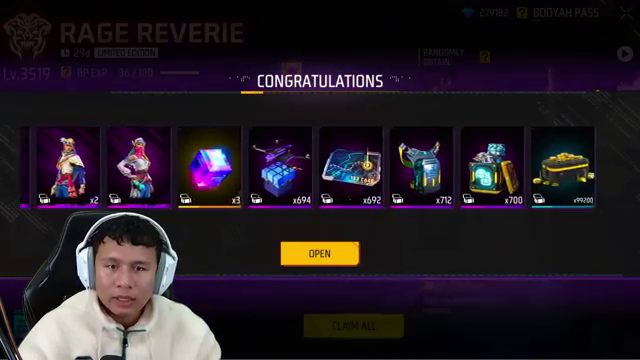 RAGE REVERIE
279182
BOOYAH PASS
29d
LIMITED EDITION
RANDOMLY
OBTAIN
Lv.3519
BP EXP
36 / 100
CONGRATULATIONS
x2
x3
x694
x692
x712
x700
x99200
OPEN
CLAIM ALL